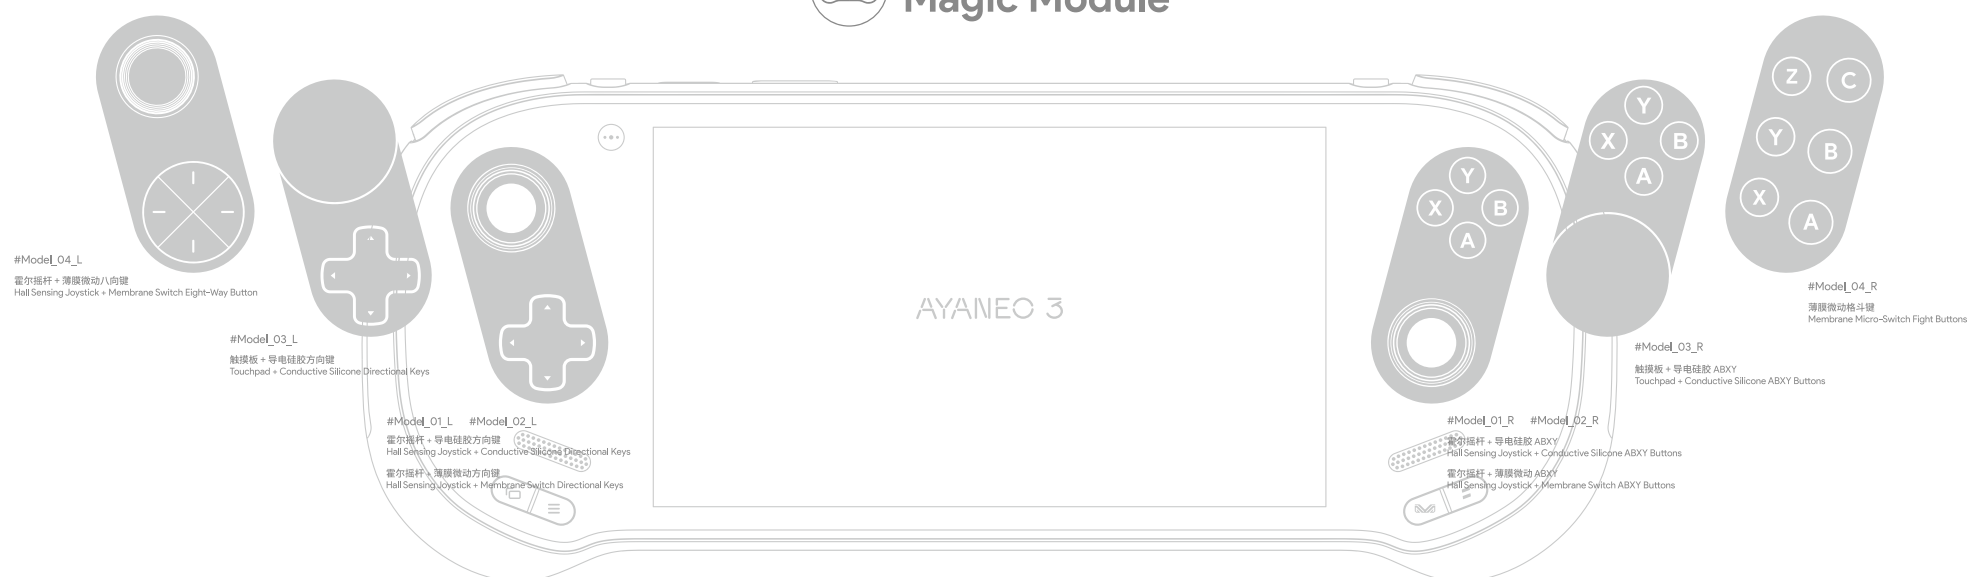 Magic Module
Z
C
Y
B
X
A
Y
X
B
A
Y
X
B
A
AYANEO 3
#Model_04_L
霍尔摇杆 + 薄膜微动八向键
Hall Sensing Joystick + Membrane Switch Eight-Way Button
#Model_03_L
触摸板 + 导电硅胶方向键
Touchpad + Conductive Silicone Directional Keys
#Model_01_L #Model_02_L
霍尔摇杆 + 导电硅胶方向键
Hall Sensing Joystick + Conductive Silicone Directional Keys
霍尔摇杆 + 薄膜微动方向键
Hall Sensing Joystick + Membrane Switch Directional Keys
#Model_01_R #Model_02_R
霍尔摇杆 + 导电硅胶 ABXY
Hall Sensing Joystick + Conductive Silicone ABXY Buttons
霍尔摇杆 + 薄膜微动 ABXY
Hall Sensing Joystick + Membrane Switch ABXY Buttons
#Model_03_R
触摸板 + 导电硅胶 ABXY
Touchpad + Conductive Silicone ABXY Buttons
#Model_04_R
薄膜微动格斗键
Membrane Micro-Switch Fight Buttons